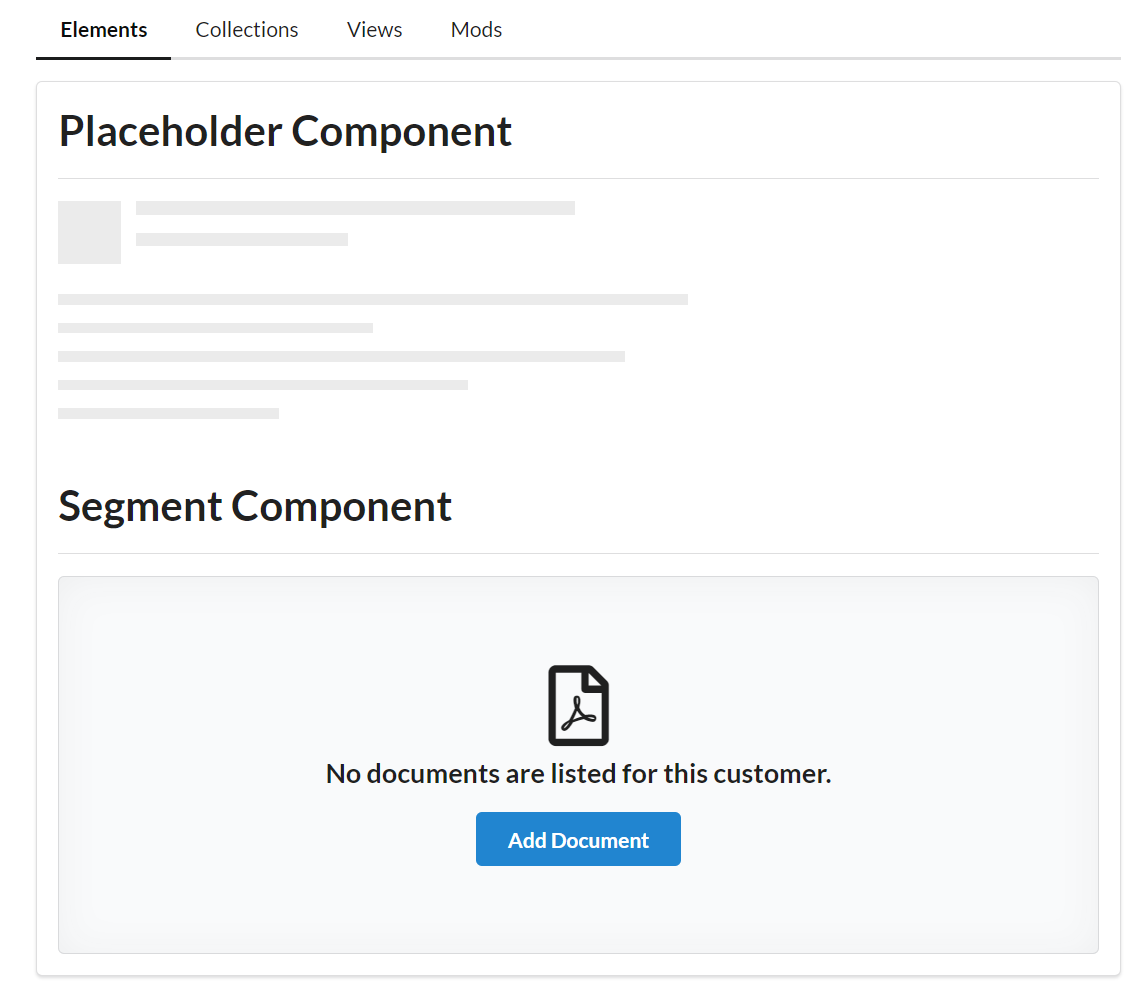 Elements Collections Views Mods
Placeholder Component
Segment Component
No documents are listed for this customer.
Add Document